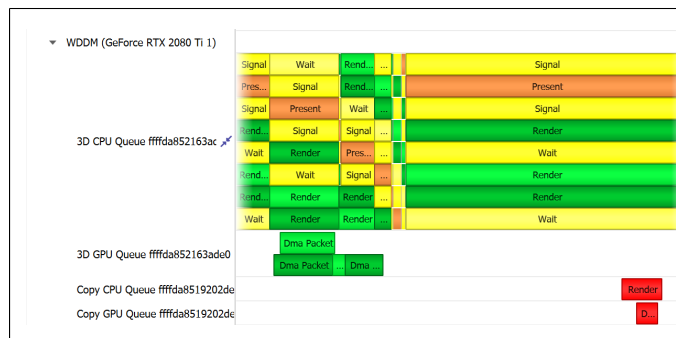 WDDM (GeForce RTX 2080 Ti 1)
Signal Wait Rend... ... Signal
Pres... Signal Rend... ... Present
Signal Present Wait ... Signal
3D CPU Queue ffffda852163ac
Rend... Signal Signal ... Render
Wait Render Pres... ... Wait
Rend... Wait Signal ... Render
Rend... Render Render ... Render
Wait Render Render ... Wait
Dma Packet
3D GPU Queue ffffda852163ade0
Dma Packet ... Dma ...
Copy CPU Queue ffffda8519202de
Render
Copy GPU Queue ffffda8519202de
D...